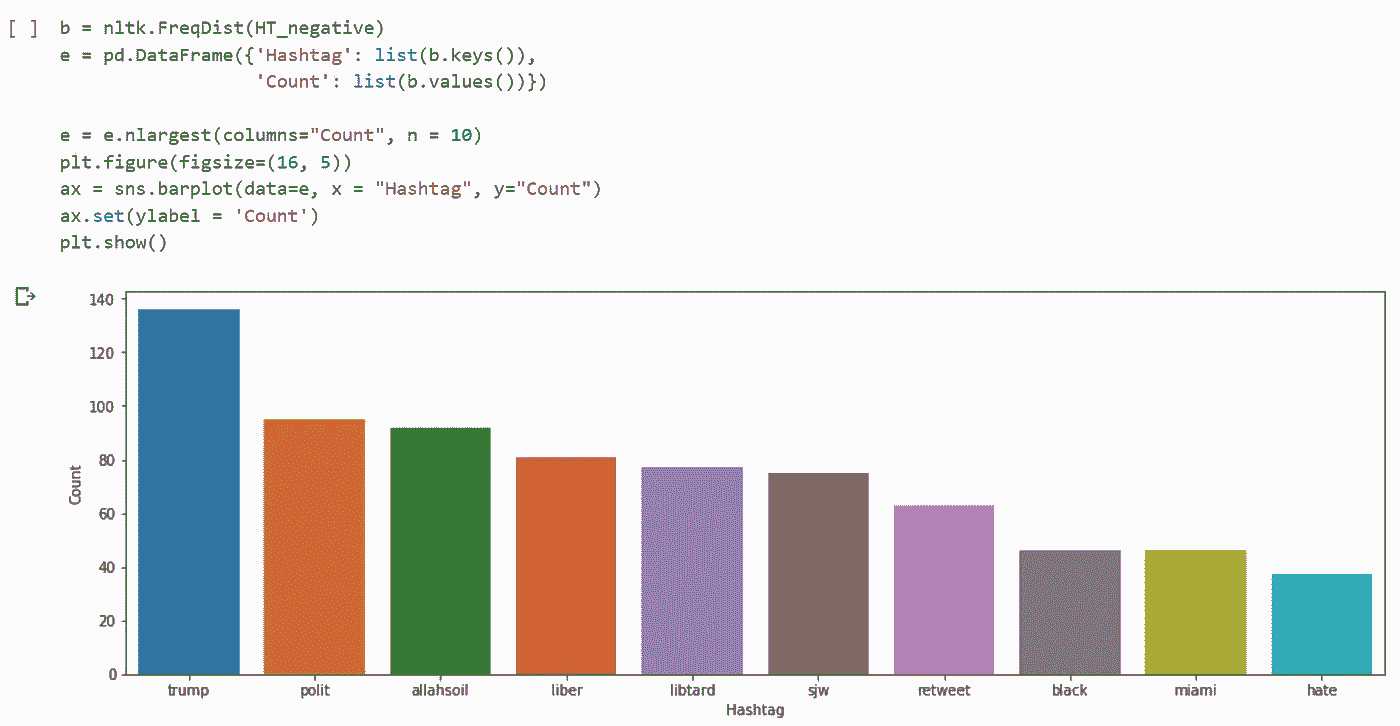 [ ] b = nltk.FreqDist(HT_negative)
e = pd.DataFrame({'Hashtag': list(b.keys()),
'Count': list(b.values())})
e = e.nlargest(columns="Count", n = 10)
plt.figure(figsize=(16, 5))
ax = sns.barplot(data=e, x = "Hashtag", y="Count")
ax.set(ylabel = 'Count')
plt.show()
140
120
100
80
60
40
20
0
Count
trump polit allahsoil liber libtard sjw retweet black miami hate
Hashtag